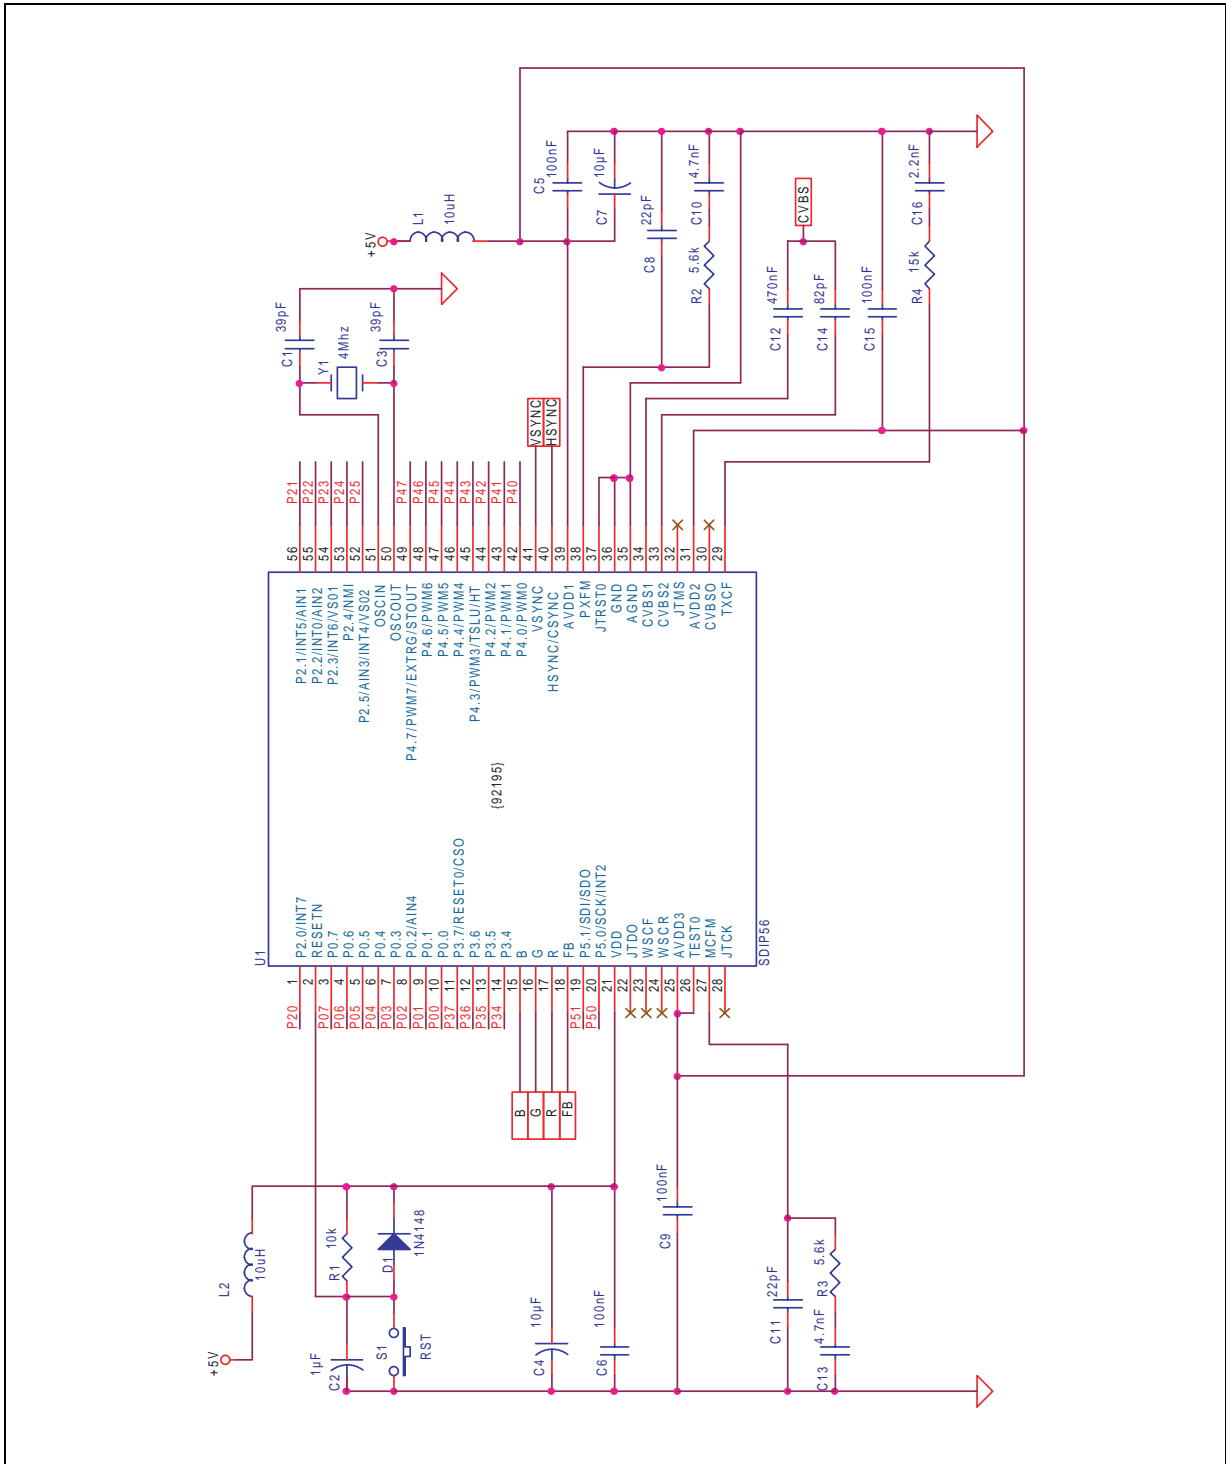 +5V
L1
10uH
C5
100nF
10µF
C7
22pF
C8
4.7nF
C10
5.6k
R2
CVBS
470nF
C12
82pF
C14
100nF
C15
2.2nF
C16
15k
R4
39pF
C1
Y1
4Mhz
39pF
C3
VSYNC
HSYNC
P21
P22
P23
P24
P25
P47
P46
P45
P44
P43
P42
P41
P40
56
55
54
53
52
51
50
49
48
47
46
45
44
43
42
41
40
39
38
37
36
35
34
33
32
31
30
29
P2.1/INT5/AIN1
P2.2/INT0/AIN2
P2.3/INT6/VS01
P2.4/NMI
P2.5/AIN3/INT4/VS02
OSCIN
OSCOUT
P4.7/PWM7/EXTRG/STOUT
P4.6/PWM6
P4.5/PWM5
P4.4/PWM4
P4.3/PWM3/TSLU/HT
P4.2/PWM2
P4.1/PWM1
P4.0/PWM0
VSYNC
HSYNC/CSYNC
AVDD1
PXFM
JTRST0
GND
AGND
CVBS1
CVBS2
JTMS
AVDD2
CVBSO
TXCF
(92195)
U1
P2.0/INT7
RESETN
P0.7
P0.6
P0.5
P0.4
P0.3
P0.2/AIN4
P0.1
P0.0
P3.7/RESET0/CSO
P3.6
P3.5
P3.4
B
G
R
FB
P5.1/SDI/SDO
P5.0/SCK/INT2
VDD
JTDO
WSCF
WSCR
AVDD3
TEST0
MCFM
JTCK
SDIP56
1
2
3
4
5
6
7
8
9
10
11
12
13
14
15
16
17
18
19
20
21
22
23
24
25
26
27
28
P20
P07
P06
P05
P04
P03
P02
P01
P00
P37
P36
P35
P34
P51
P50
B
G
R
FB
+5V
L2
10uH
R1
10k
D1
1N4148
1µF
C2
S1
RST
10µF
C4
100nF
C6
100nF
C9
22pF
C11
5.6k
R3
4.7nF
C13